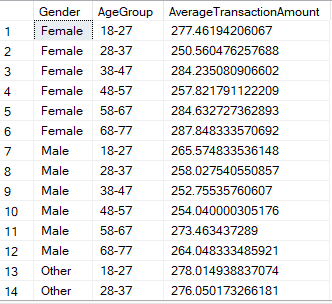 Gender AgeGroup AverageTransactionAmount
1 Female 18-27 277.46194206067
2 Female 28-37 250.560476257688
3 Female 38-47 284.235080906602
4 Female 48-57 257.821791122209
5 Female 58-67 284.632727362893
6 Female 68-77 287.848333570692
7 Male 18-27 265.574833536148
8 Male 28-37 258.027540550857
9 Male 38-47 252.75535760607
10 Male 48-57 254.040000305176
11 Male 58-67 273.463437289
12 Male 68-77 264.048333485921
13 Other 18-27 278.014938837074
14 Other 28-37 276.050173266181